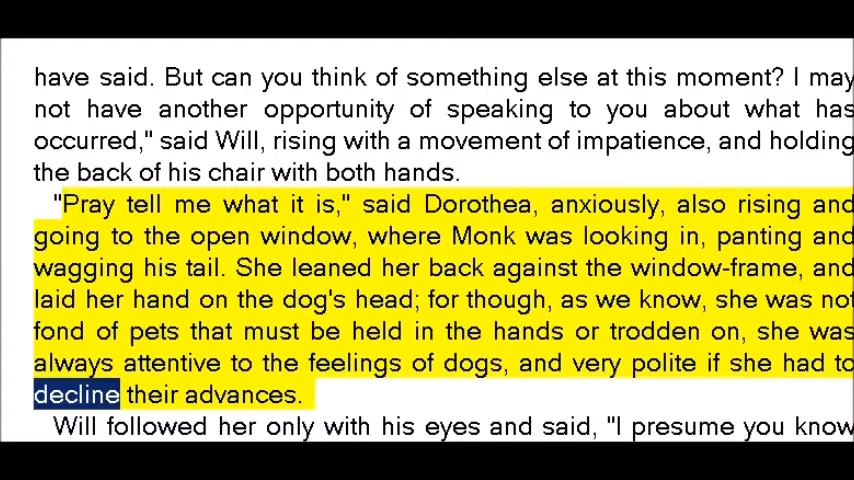 have said. But can you think of something else at this moment? I may
not have another opportunity of speaking to you about what has
occurred," said Will, rising with a movement of impatience, and holding
the back of his chair with both hands.
"Pray tell me what it is," said Dorothea, anxiously, also rising and
going to the open window, where Monk was looking in, panting and
wagging his tail. She leaned her back against the window-frame, and
laid her hand on the dog's head; for though, as we know, she was not
fond of pets that must be held in the hands or trodden on, she was
always attentive to the feelings of dogs, and very polite if she had to
decline their advances.
Will followed her only with his eyes and said, "I presume you know